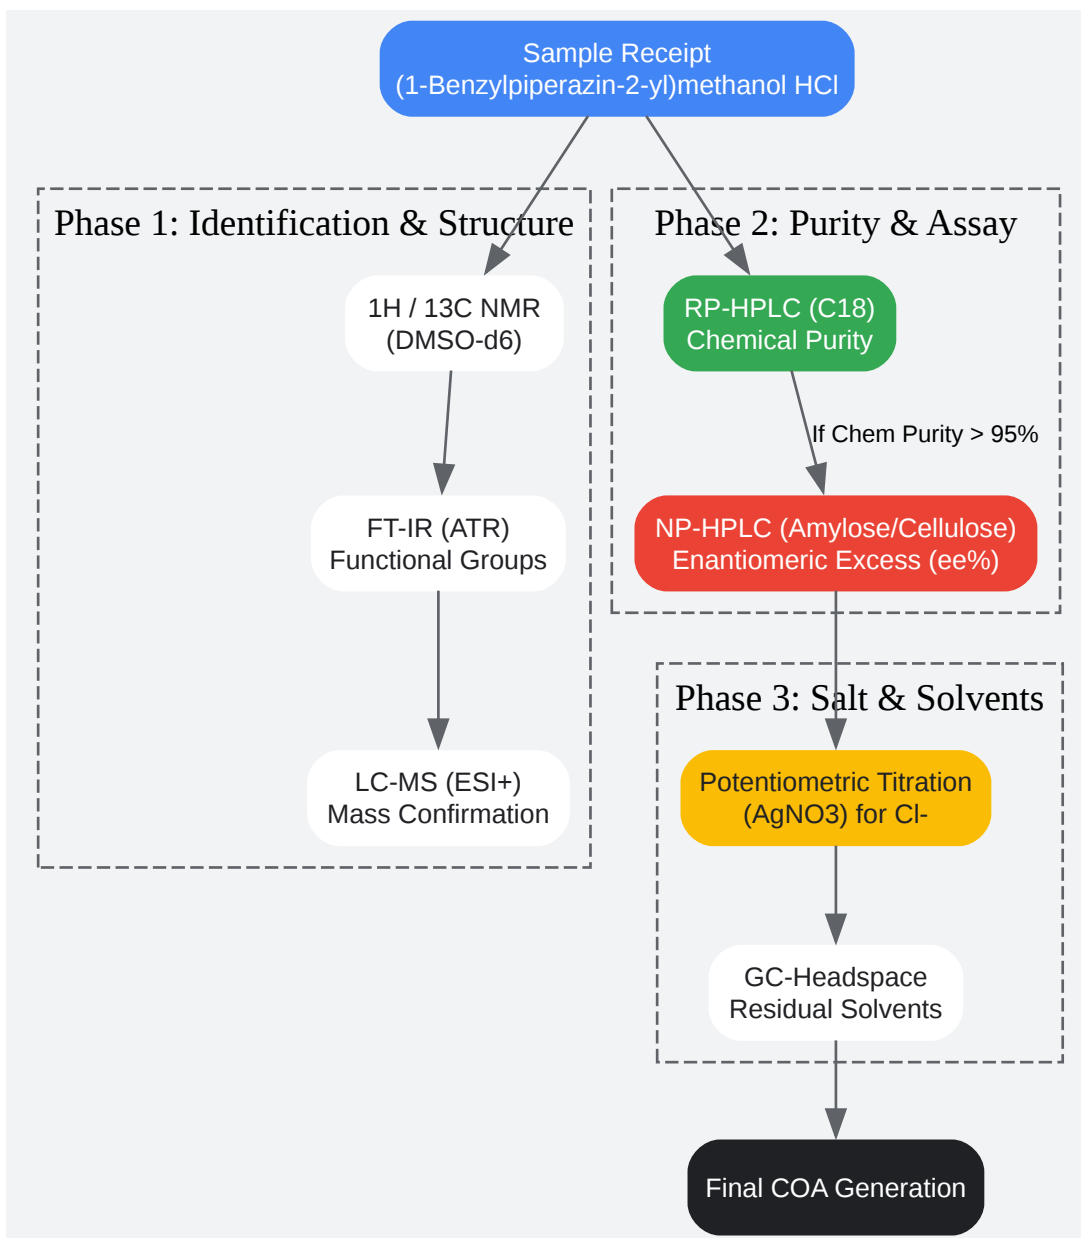 Sample Receipt
(1-Benzylpiperazin-2-yl)methanol HCl
Phase 1: Identification & Structure
1H / 13C NMR
(DMSO-d6)
FT-IR (ATR)
Functional Groups
LC-MS (ESI+)
Mass Confirmation
Phase 2: Purity & Assay
RP-HPLC (C18)
Chemical Purity
If Chem Purity > 95%
NP-HPLC (Amylose/Cellulose)
Enantiomeric Excess (ee%)
Phase 3: Salt & Solvents
Potentiometric Titration
(AgNO3) for Cl-
GC-Headspace
Residual Solvents
Final COA Generation